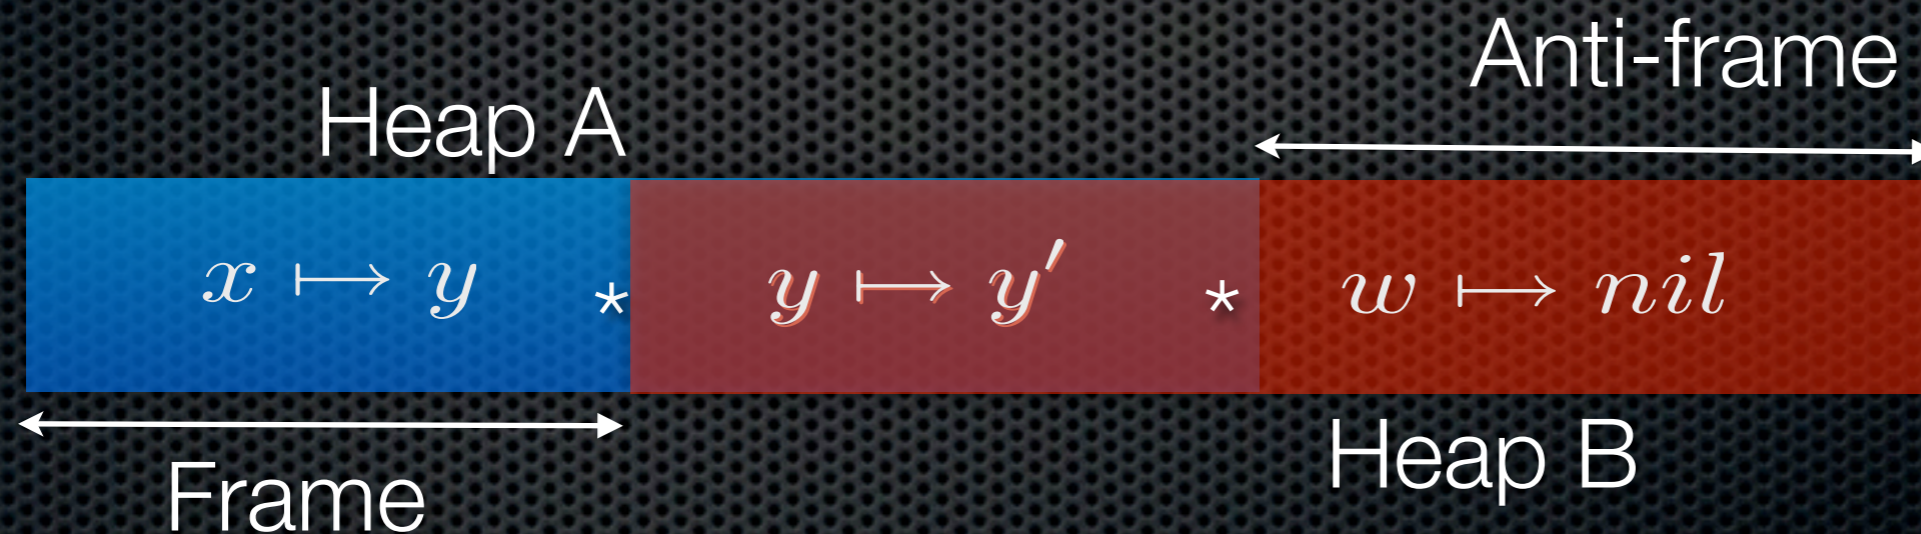 Anti-frame
Heap A
x ↦ y * y ↦ y′ * w ↦ nil
Heap B
Frame